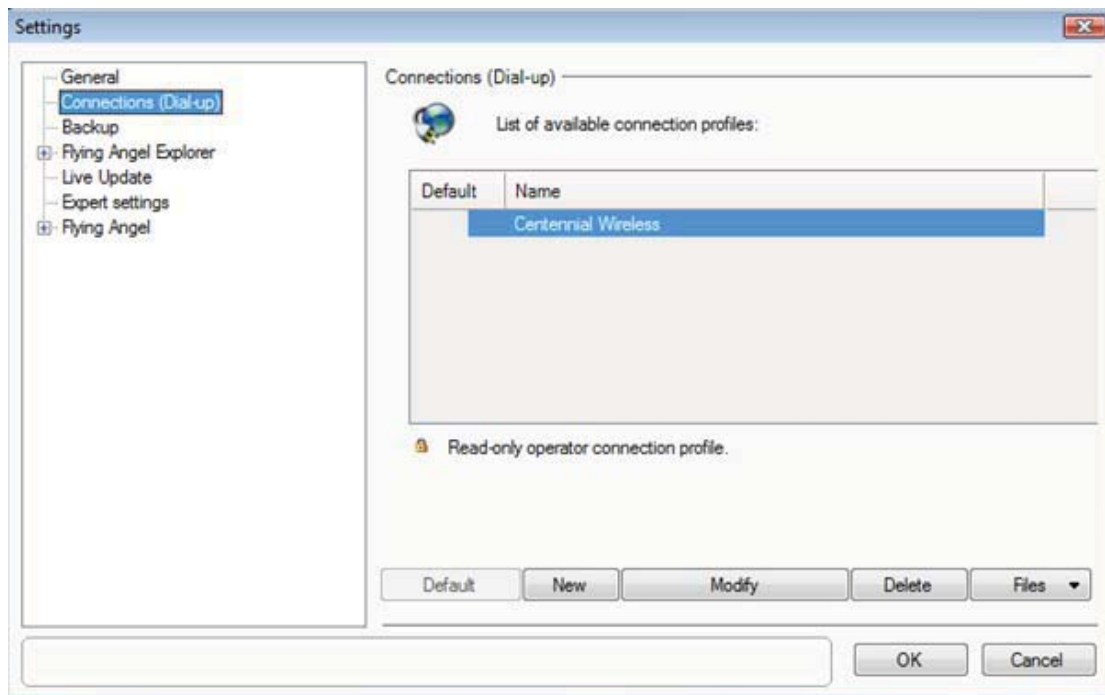 Settings
General
Connections (Dial-up)
Backup
Flying Angel Explorer
Live Update
Expert settings
Flying Angel
Connections (Dial-up)
List of available connection profiles:
Default Name
Centennial Wireless
Read-only operator connection profile.
Default New Modify Delete Files
OK Cancel